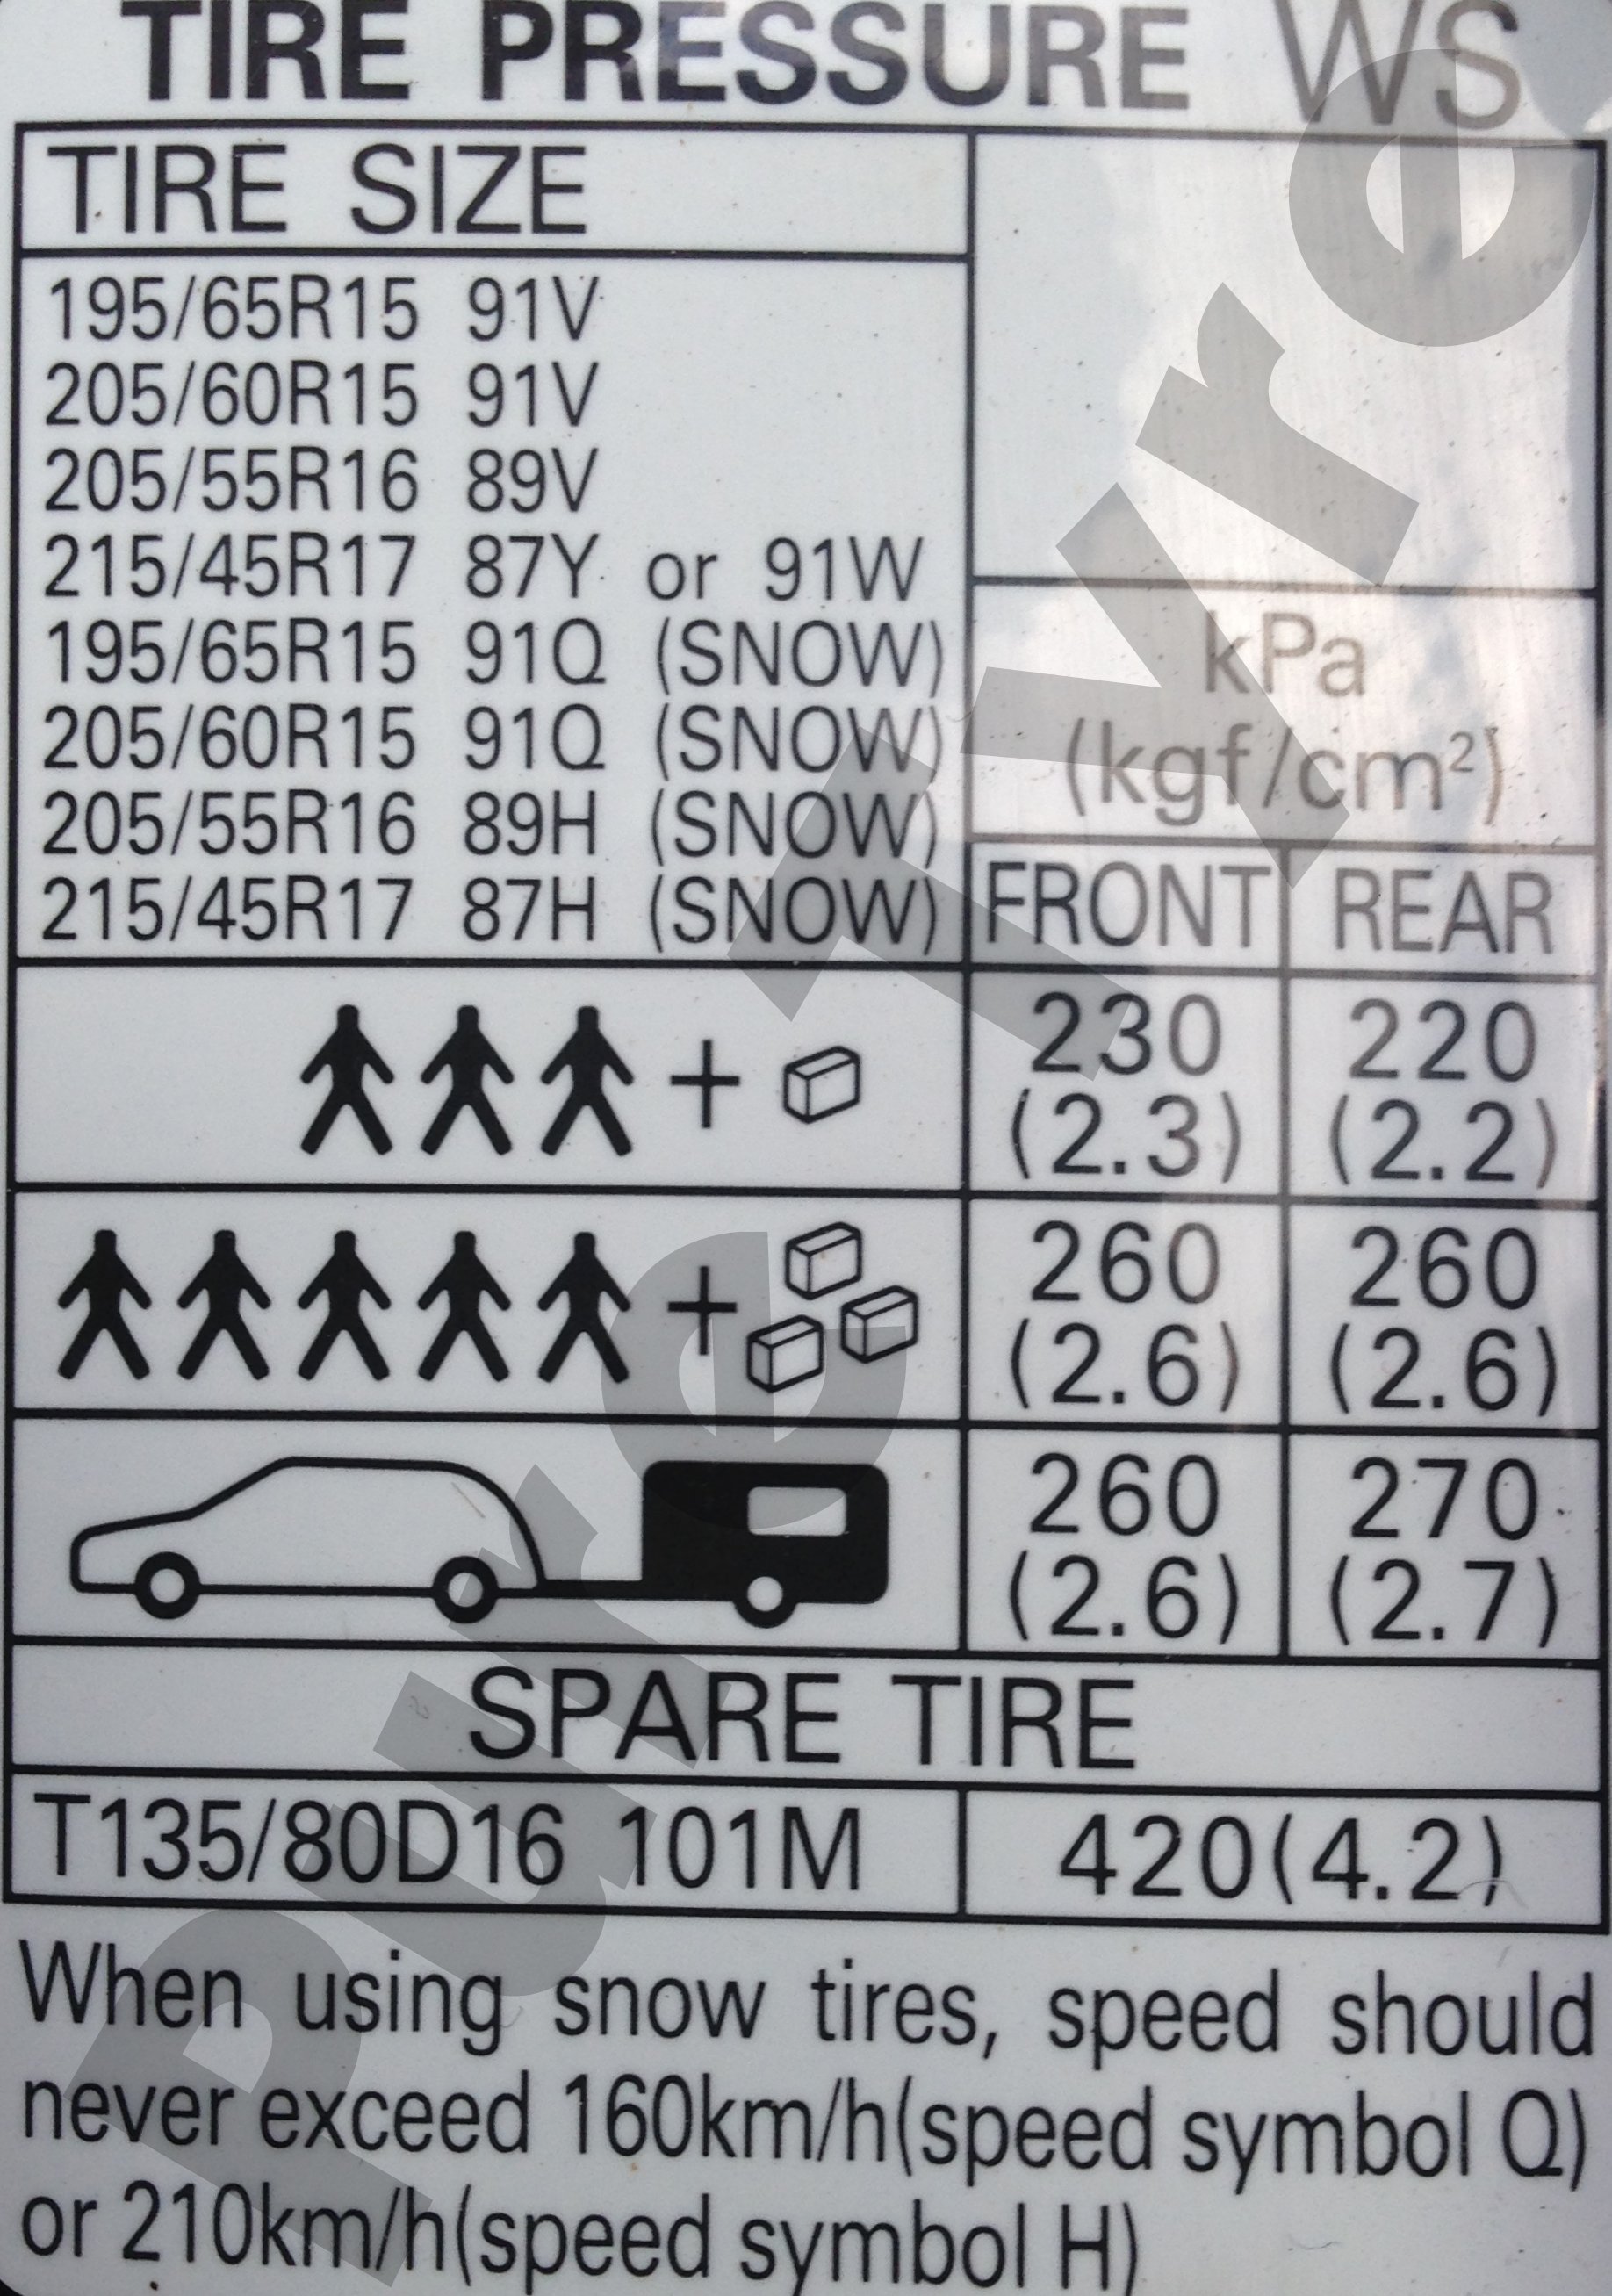 TIRE PRESSURE WS
TIRE SIZE
195/65R15 91V
205/60R15 91V
205/55R16 89V
215/45R17 87Y or 91W
195/65R15 91Q (SNOW)
205/60R15 91Q (SNOW)
205/55R16 89H (SNOW)
215/45R17 87H (SNOW)
kPa
(kgf/cm²)
FRONT REAR
230 220
(2.3) (2.2)
+
260 260
(2.6) (2.6)
+
260 270
(2.6) (2.7)
SPARE TIRE
T135/80D16 101M 420(4.2)
When using snow tires, speed should
never exceed 160km/h(speed symbol Q)
or 210km/h(speed symbol H)
Pure Tyre